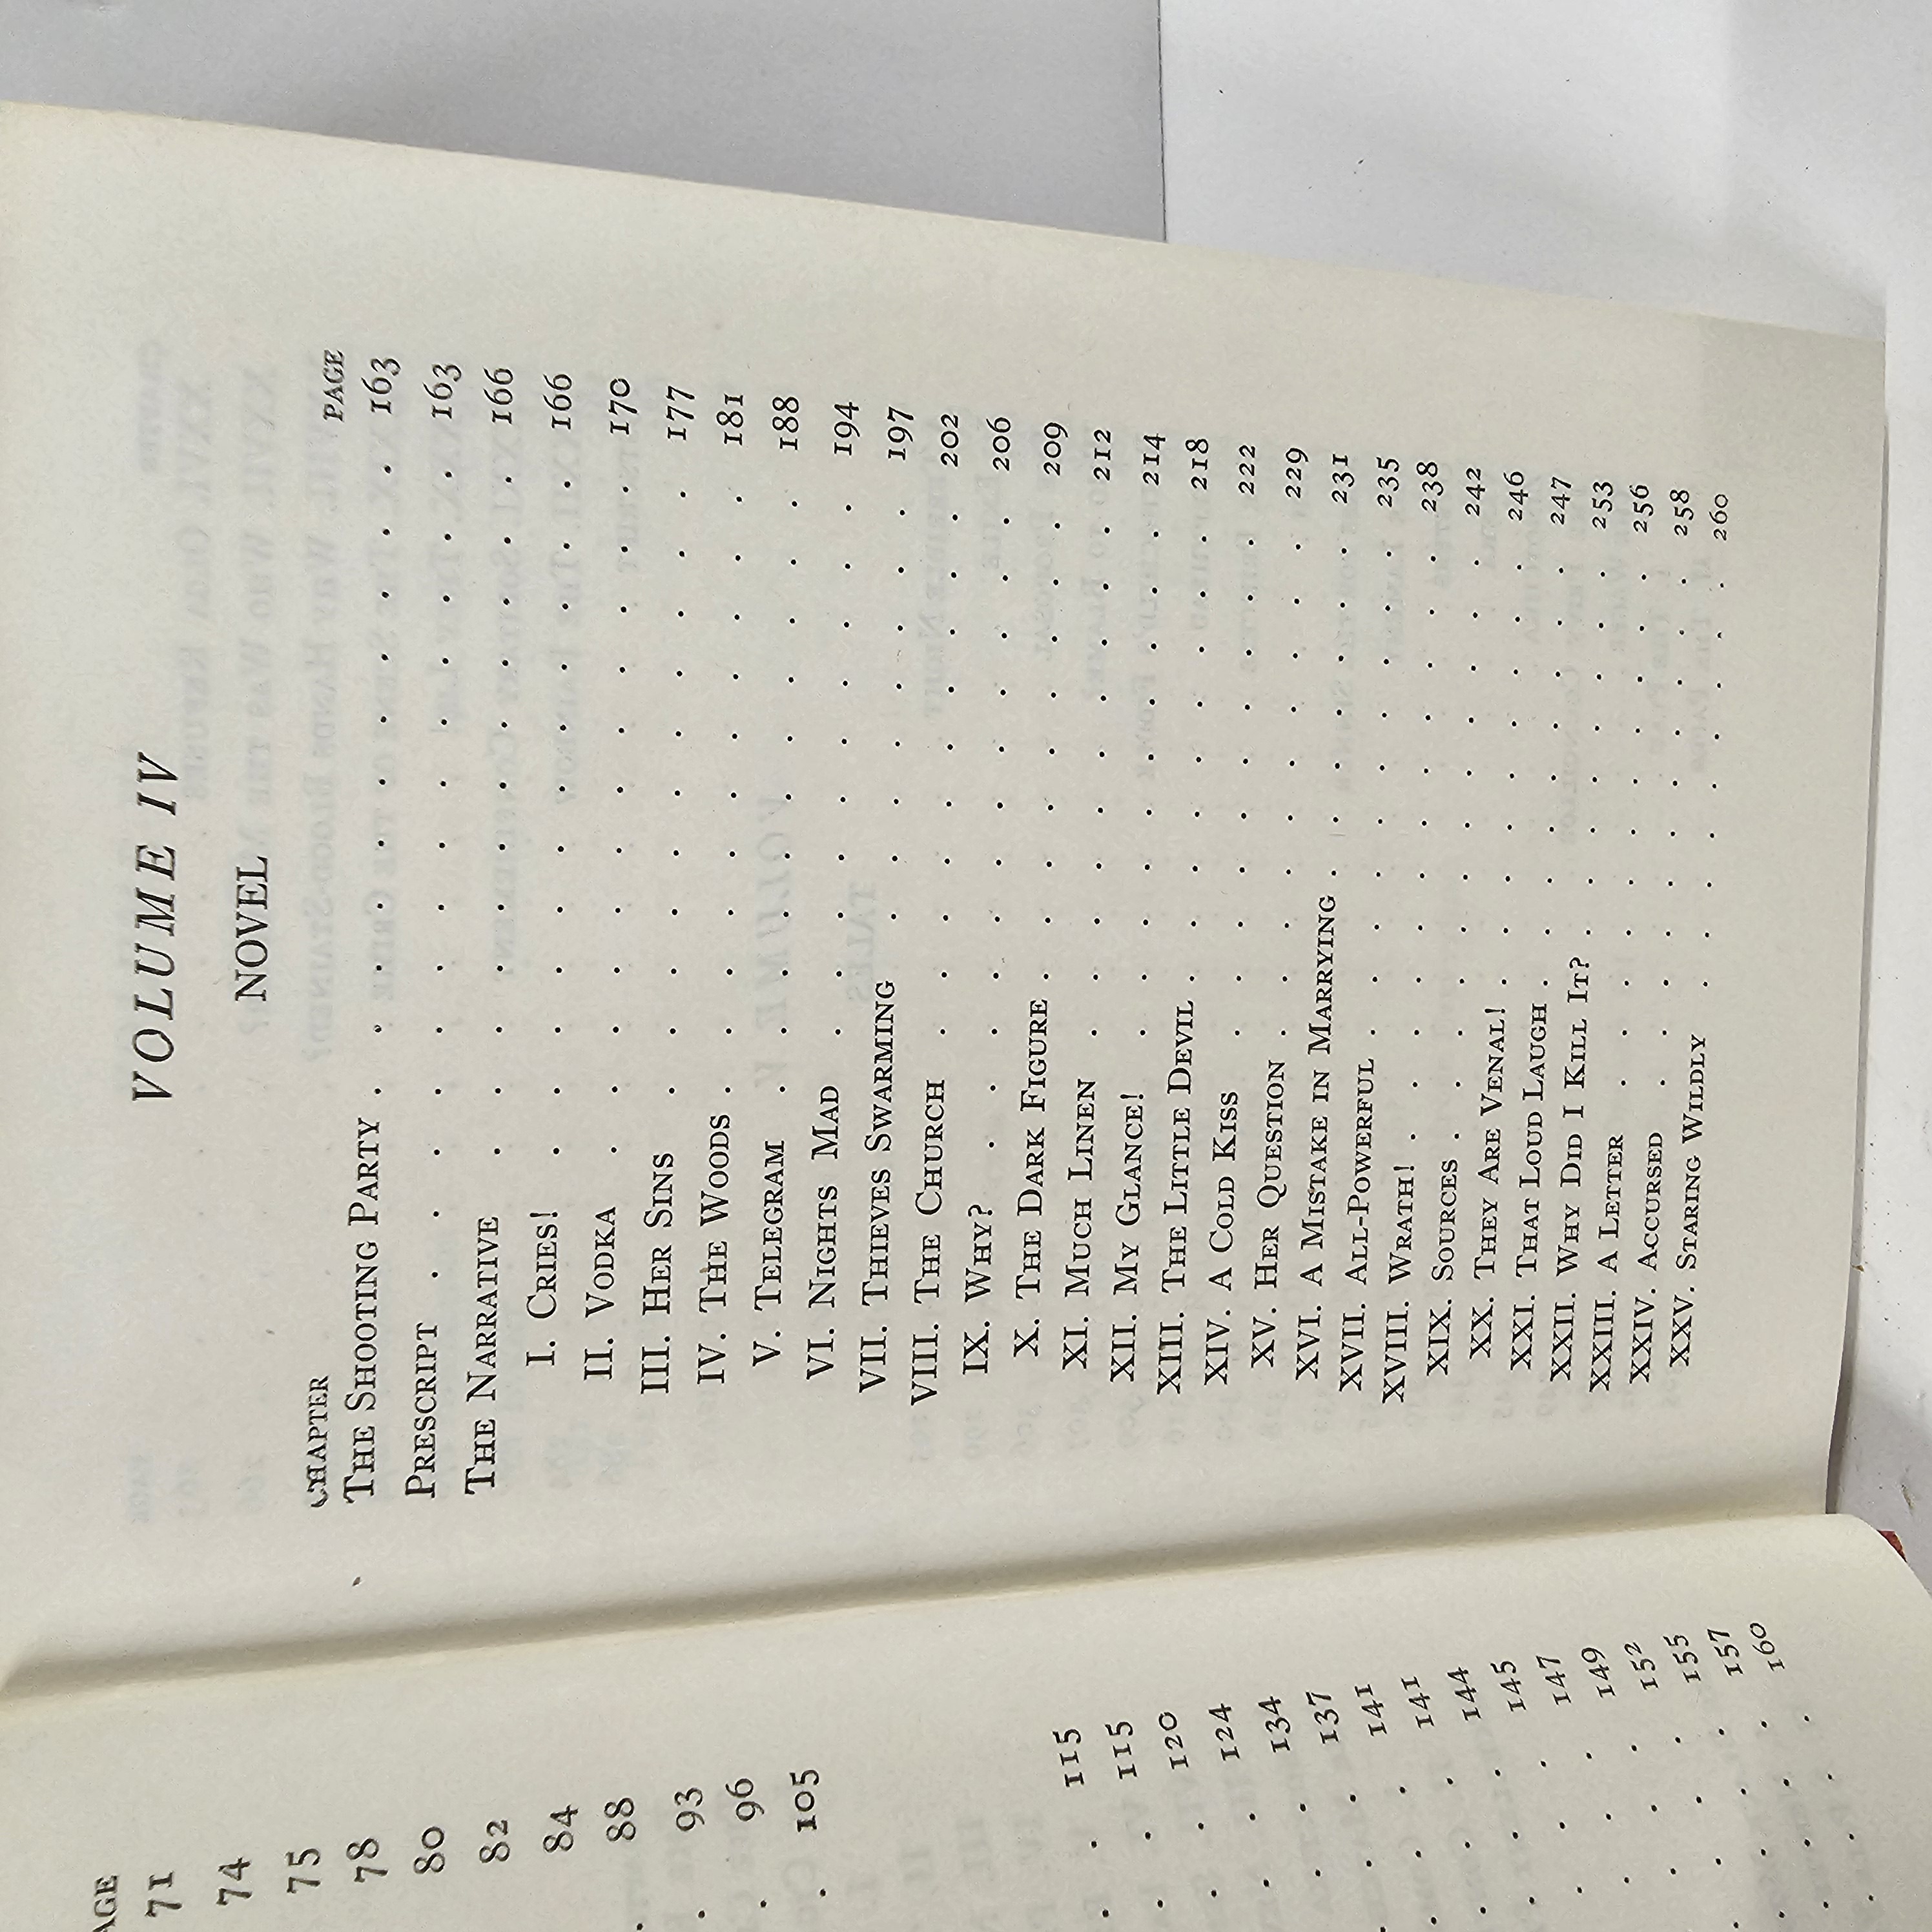 AGE
71
74
75
78
80
82
84
. 88
. 93
. 96
. 105
. . 115
. . 115
. . 120
. . 124
. . 134
. . 137
. . . 141
. . . 141
. . . 144
. . . 145
. . . 147
. . . 149
. . . 152
. . . 155
. . . 157
. . . 160
VOLUME IV
NOVEL
CHAPTER PAGE
THE SHOOTING PARTY . . . . . . . . . . . 163
PRESCRIPT . . . . . . . . . . . . . . 163
THE NARRATIVE . . . . . . . . . . . . 166
I. CRIES! . . . . . . . . . . . . 166
II. VODKA . . . . . . . . . . . . 170
III. HER SINS . . . . . . . . . . . 177
IV. THE WOODS . . . . . . . . . . . 181
V. TELEGRAM . . . . . . . . . . . 188
VI. NIGHTS MAD . . . . . . . . . . 194
VII. THIEVES SWARMING . . . . . . . . 197
VIII. THE CHURCH . . . . . . . . . . 202
IX. WHY? . . . . . . . . . . . . 206
X. THE DARK FIGURE . . . . . . . . . 209
XI. MUCH LINEN . . . . . . . . . . 212
XII. MY GLANCE! . . . . . . . . . . 214
XIII. THE LITTLE DEVIL . . . . . . . . . 218
XIV. A COLD KISS . . . . . . . . . . 222
XV. HER QUESTION . . . . . . . . . . 229
XVI. A MISTAKE IN MARRYING . . . . . . . 231
XVII. ALL-POWERFUL . . . . . . . . . . 235
XVIII. WRATH! . . . . . . . . . . . . 238
XIX. SOURCES . . . . . . . . . . . . 242
XX. THEY ARE VENAL! . . . . . . . . . 246
XXI. THAT LOUD LAUGH . . . . . . . . . 247
XXII. WHY DID I KILL IT? . . . . . . . . 253
XXIII. A LETTER . . . . . . . . . . . 256
XXIV. ACCURSED . . . . . . . . . . . 258
XXV. STARING WILDLY . . . . . . . . . 260